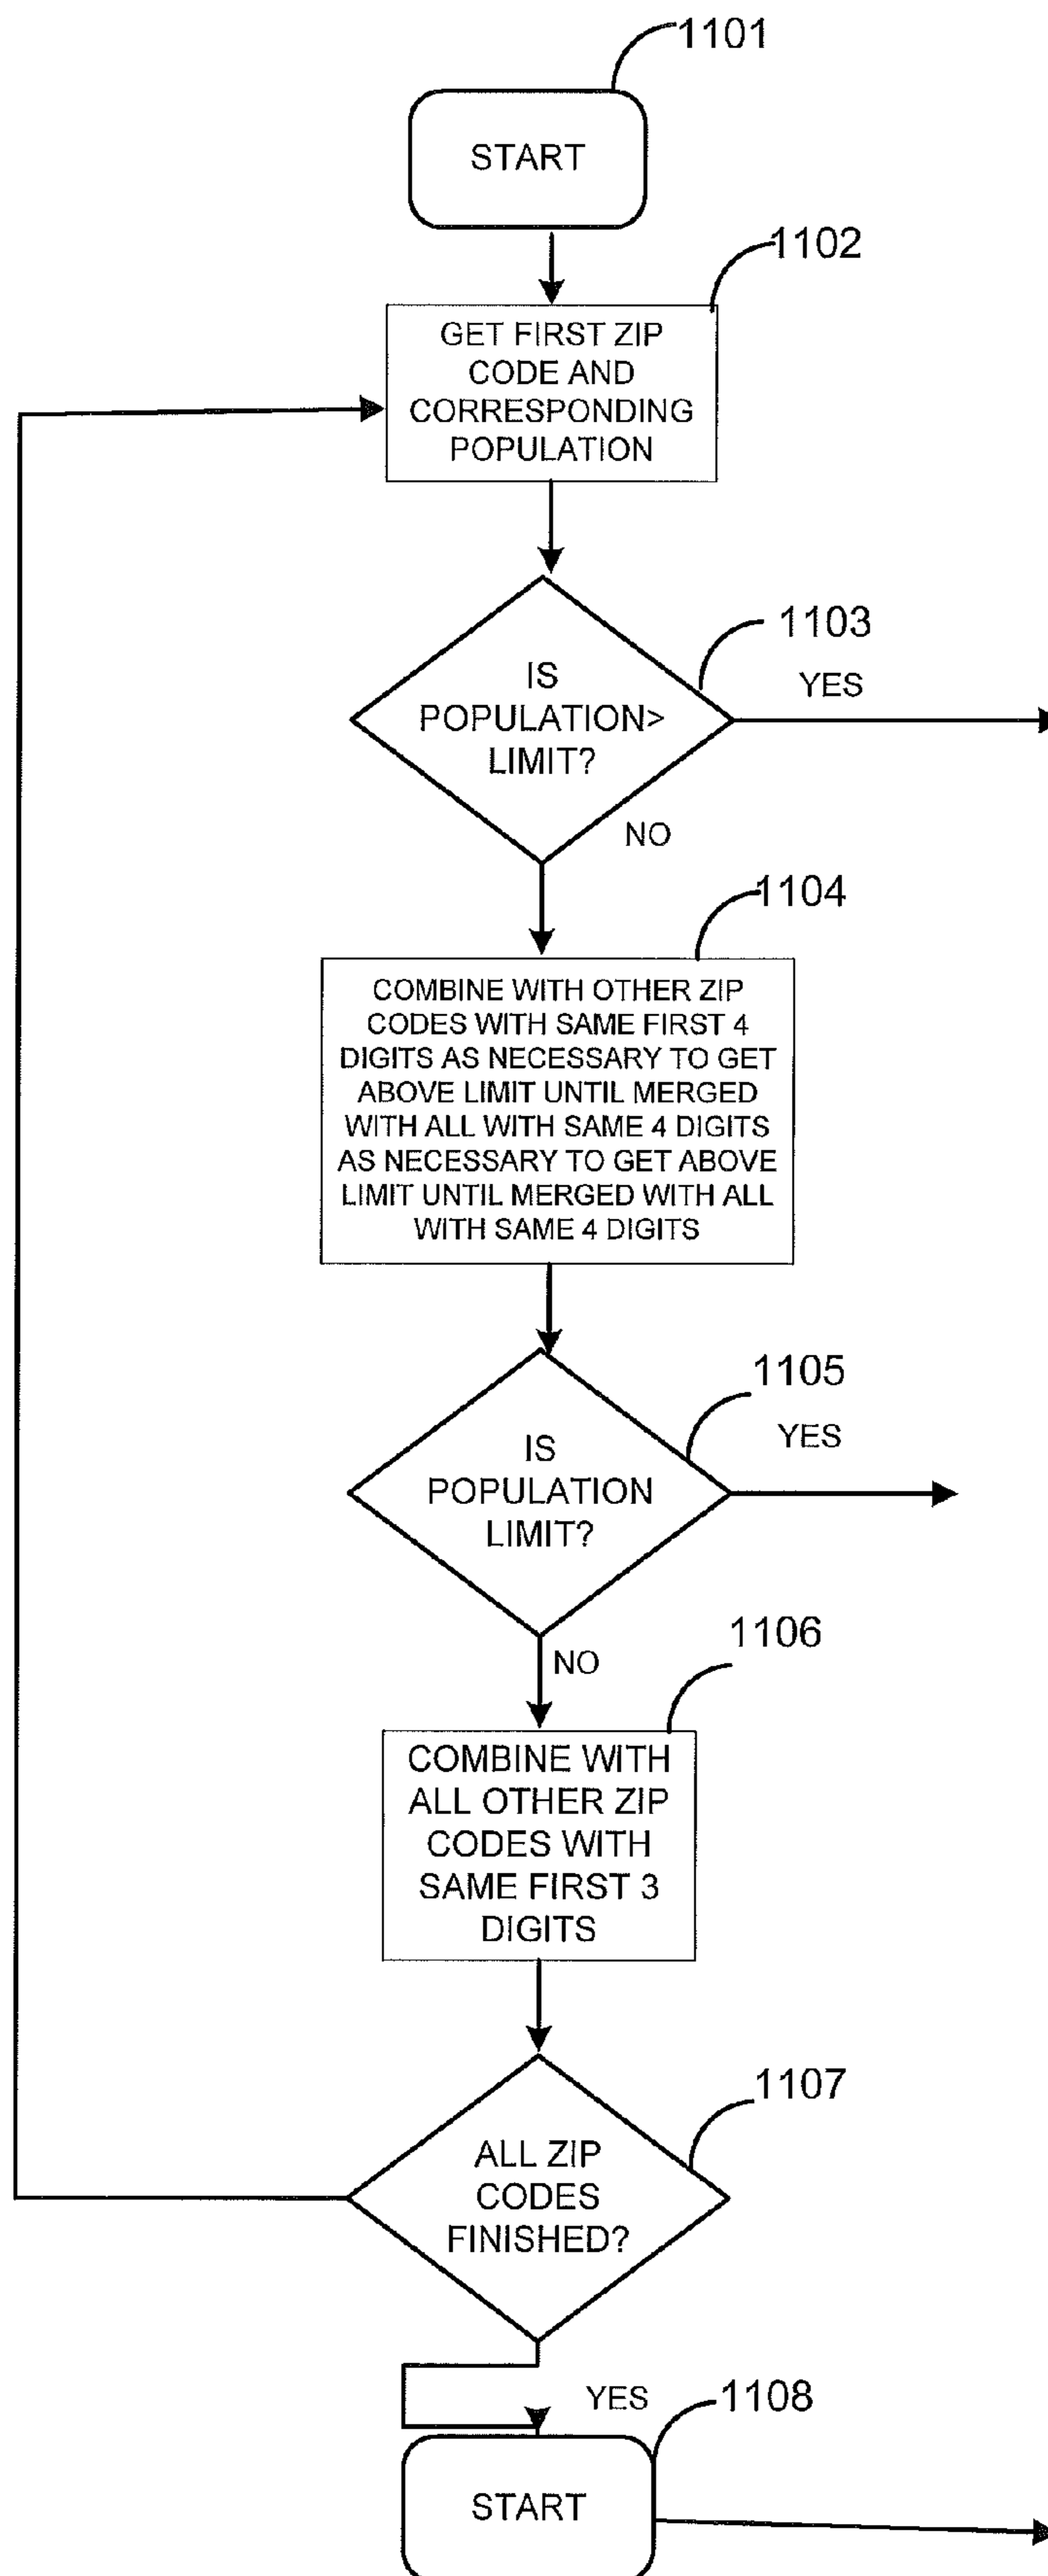 1101
START
1102
GET FIRST ZIP
CODE AND
CORRESPONDING
POPULATION
1103
YES
IS
POPULATION>
LIMIT?
NO
1104
COMBINE WITH OTHER ZIP
CODES WITH SAME FIRST 4
DIGITS AS NECESSARY TO GET
ABOVE LIMIT UNTIL MERGED
WITH ALL WITH SAME 4 DIGITS
AS NECESSARY TO GET ABOVE
LIMIT UNTIL MERGED WITH ALL
WITH SAME 4 DIGITS
1105
YES
IS
POPULATION
LIMIT?
NO
1106
COMBINE WITH
ALL OTHER ZIP
CODES WITH
SAME FIRST 3
DIGITS
1107
ALL ZIP
CODES
FINISHED?
YES
1108
START